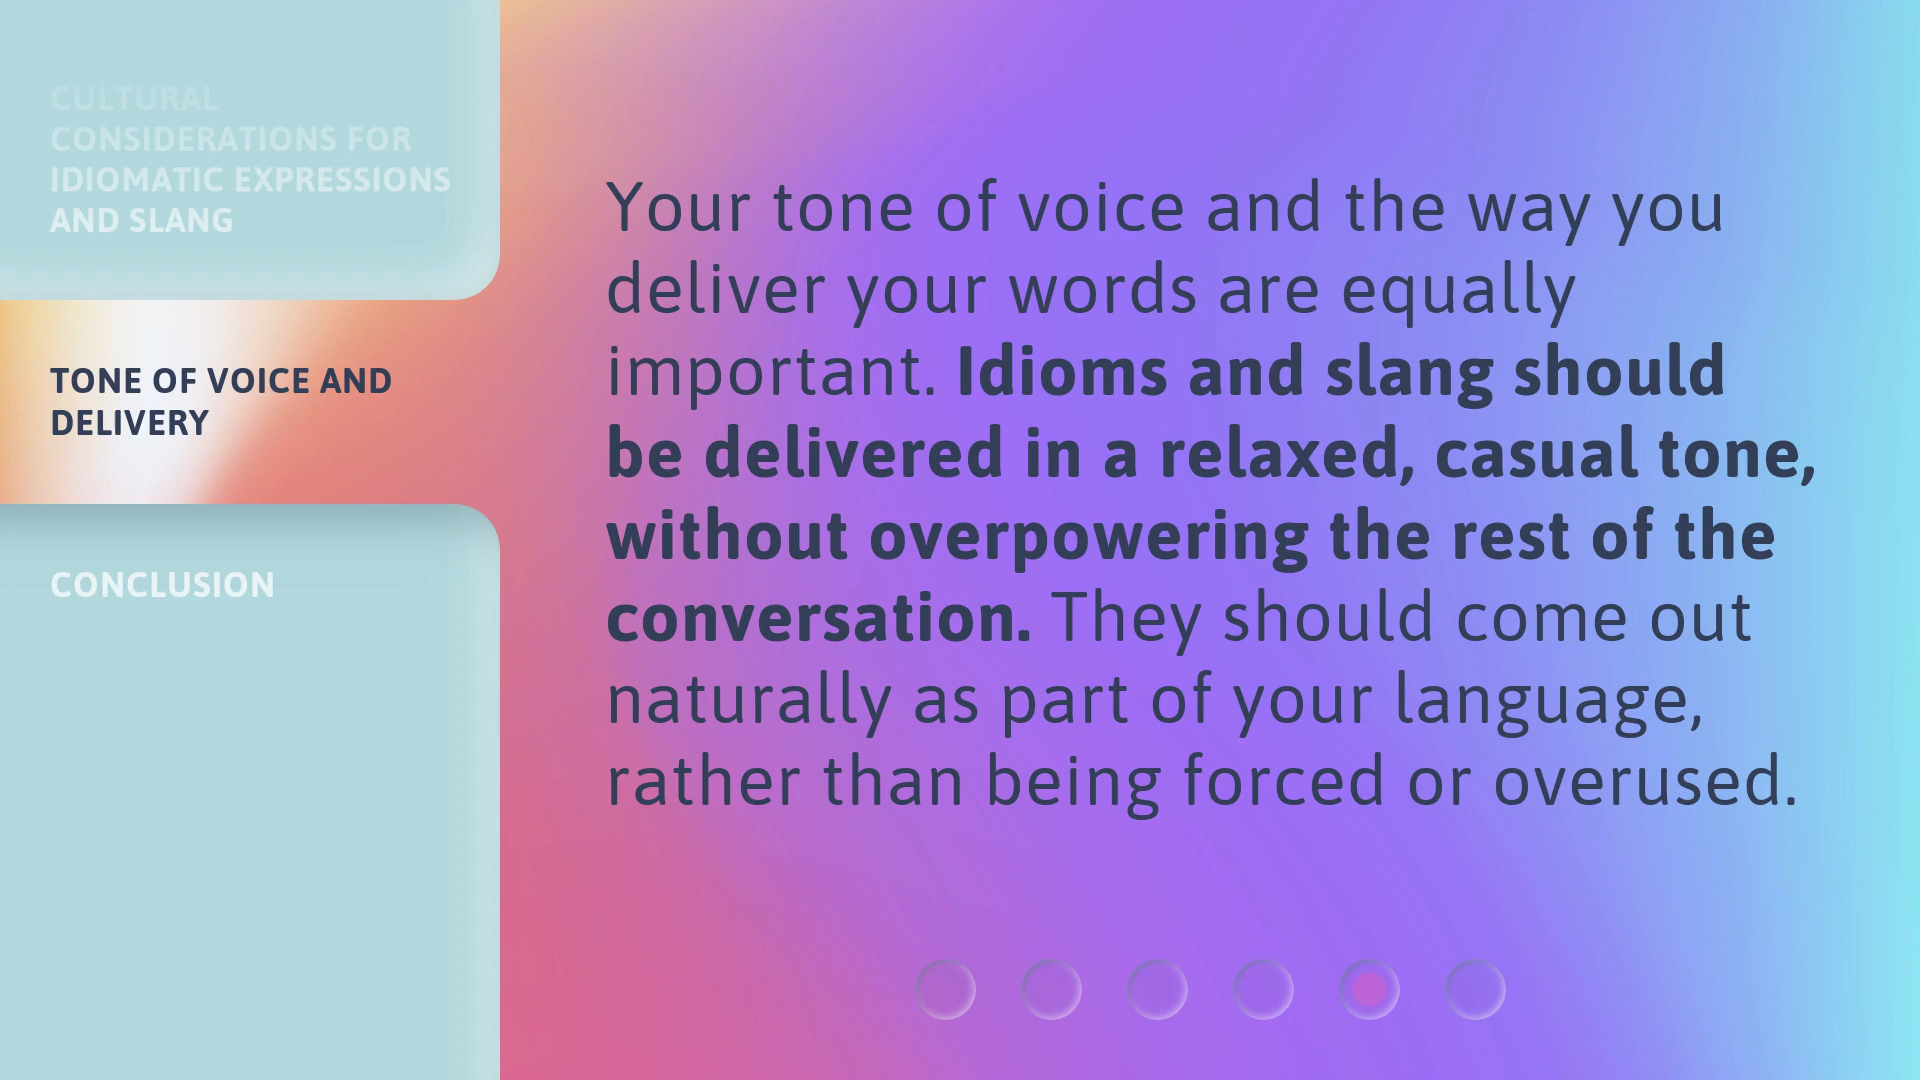 CULTURAL
CONSIDERATIONS FOR
IDIOMATIC EXPRESSIONS
AND SLANG
TONE OF VOICE AND
DELIVERY
CONCLUSION
Your tone of voice and the way you
deliver your words are equally
important. Idioms and slang should
be delivered in a relaxed, casual tone,
without overpowering the rest of the
conversation. They should come out
naturally as part of your language,
rather than being forced or overused.